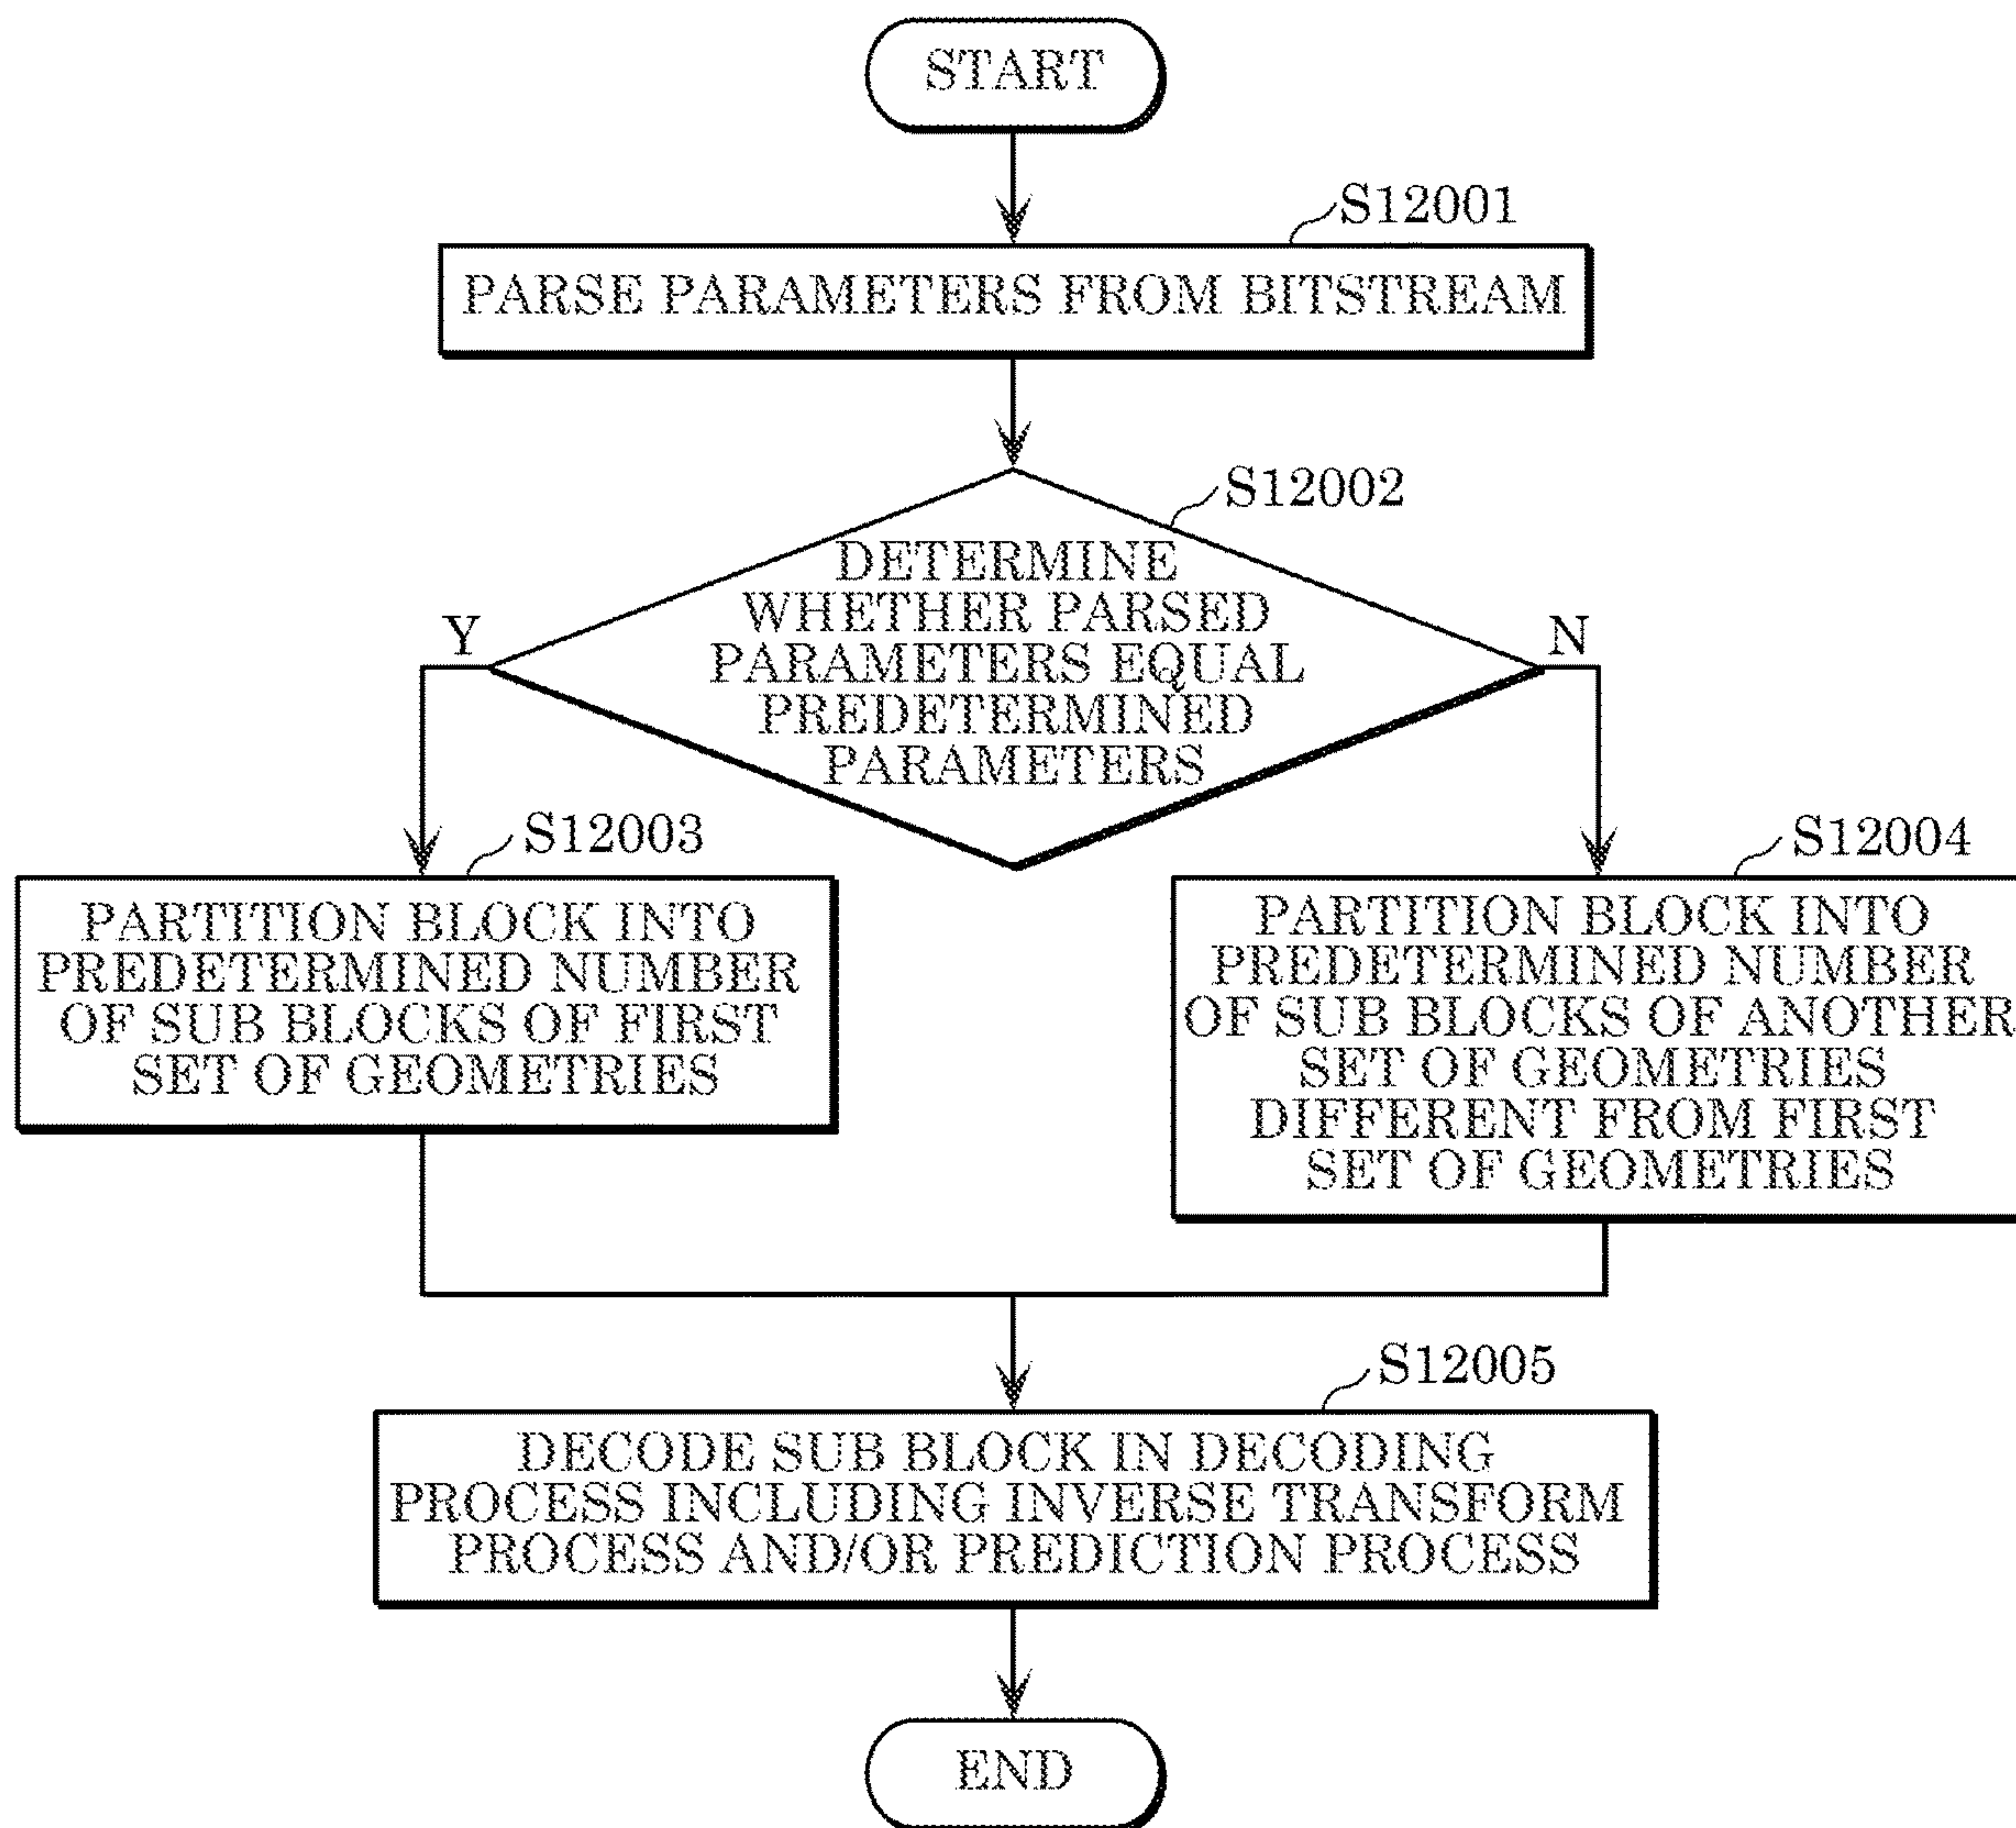 START
S12001
PARSE PARAMETERS FROM BITSTREAM
S12002
DETERMINE
WHETHER PARSED
PARAMETERS EQUAL
PREDETERMINED
PARAMETERS
Y
N
S12003
PARTITION BLOCK INTO
PREDETERMINED NUMBER
OF SUB BLOCKS OF FIRST
SET OF GEOMETRIES
S12004
PARTITION BLOCK INTO
PREDETERMINED NUMBER
OF SUB BLOCKS OF ANOTHER
SET OF GEOMETRIES
DIFFERENT FROM FIRST
SET OF GEOMETRIES
S12005
DECODE SUB BLOCK IN DECODING
PROCESS INCLUDING INVERSE TRANSFORM
PROCESS AND/OR PREDICTION PROCESS
END